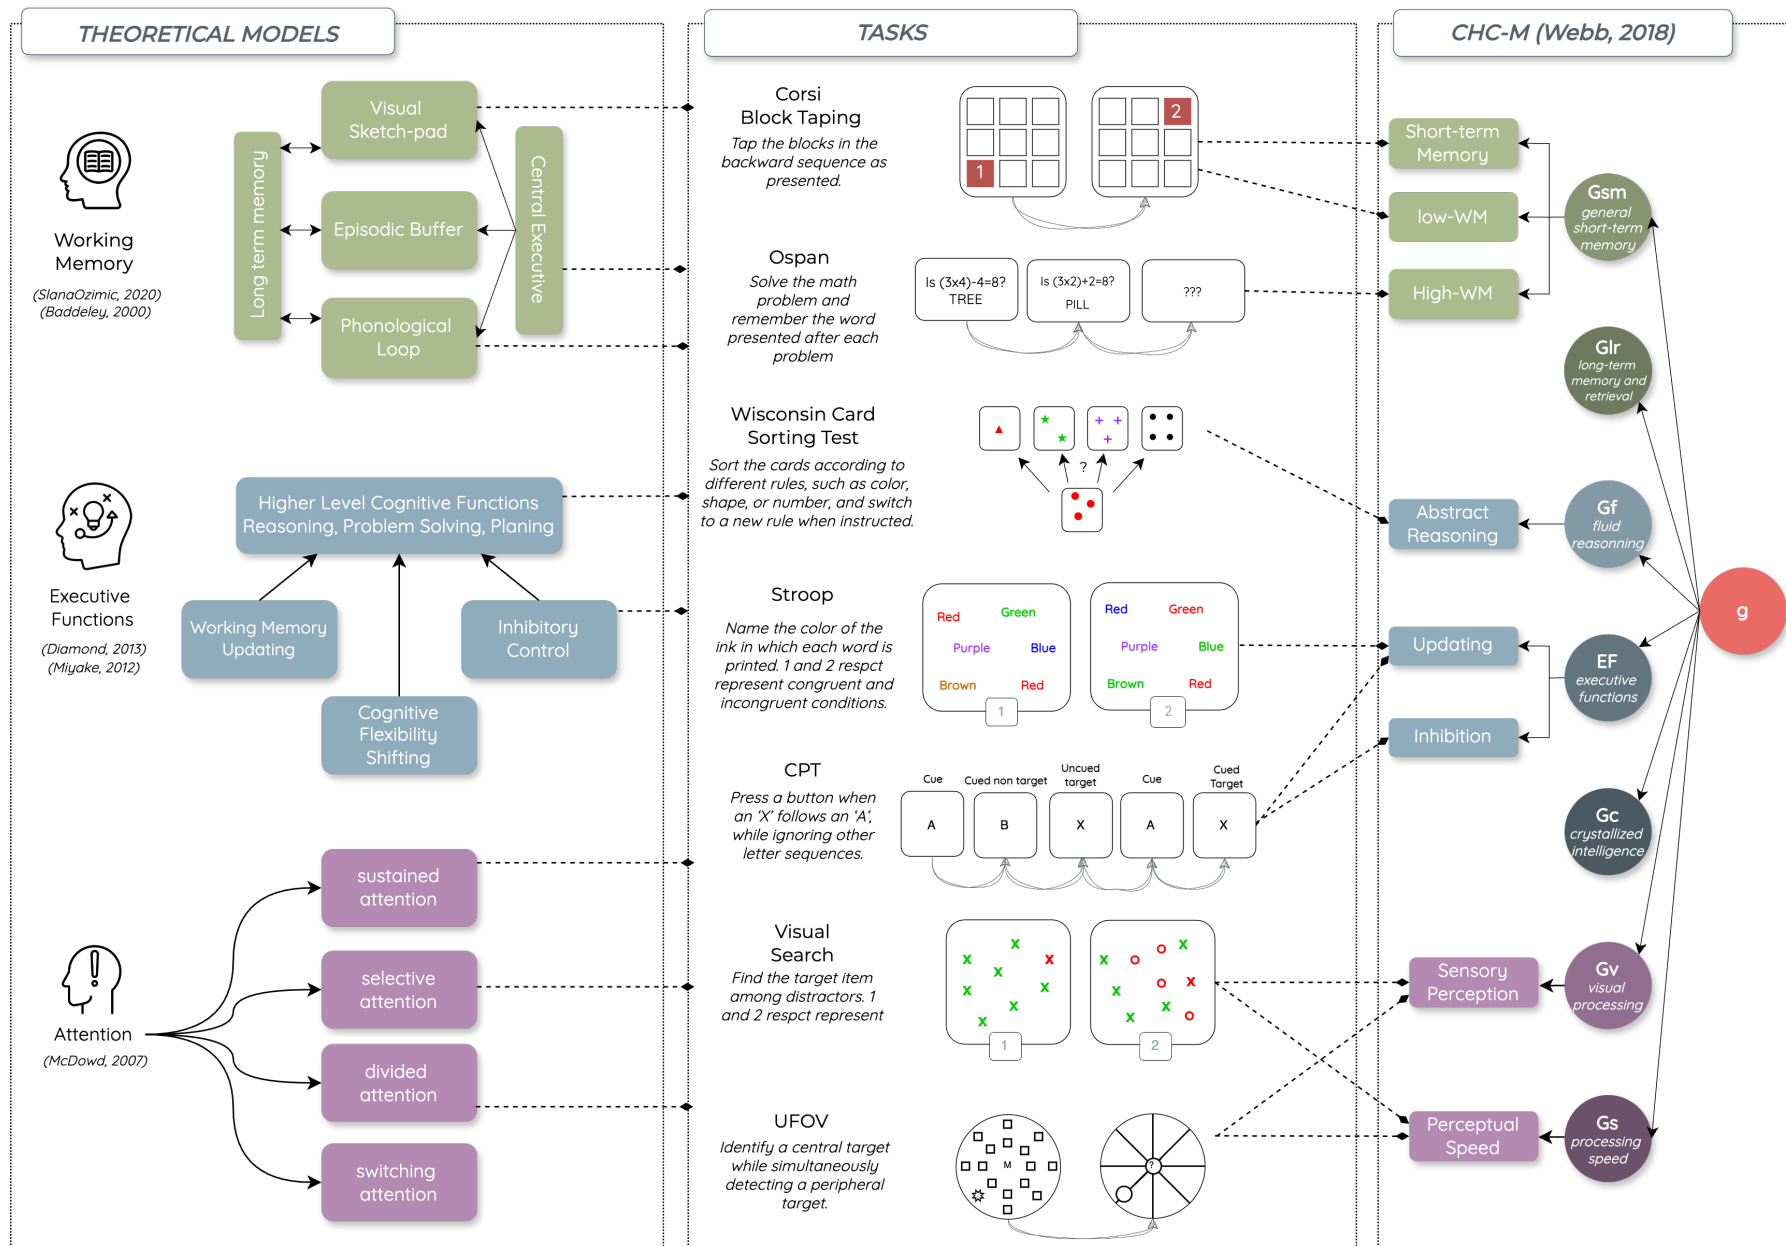 THEORETICAL MODELS
Working
Memory
(SlanaOzimic, 2020)
(Baddeley, 2000)
Long term memory
Visual
Sketch-pad
Episodic Buffer
Phonological
Loop
Central Executive
Executive
Functions
(Diamond, 2013)
(Miyake, 2012)
Higher Level Cognitive Functions
Reasoning, Problem Solving, Planing
Working Memory
Updating
Inhibitory
Control
Cognitive
Flexibility
Shifting
Attention
(McDowd, 2007)
sustained
attention
selective
attention
divided
attention
switching
attention
TASKS
Corsi
Block Taping
Tap the blocks in the
backward sequence as
presented.
1
2
Ospan
Solve the math
problem and
remember the word
presented after each
problem
Is (3x4)-4=8?
TREE
Is (3x2)+2=8?
PILL
???
Wisconsin Card
Sorting Test
Sort the cards according to
different rules, such as color,
shape, or number, and switch
to a new rule when instructed.
?
Stroop
Name the color of the
ink in which each word is
printed. 1 and 2 respct
represent congruent and
incongruent conditions.
Red
Green
Purple
Blue
Brown
Red
1
Red
Green
Purple
Blue
Brown
Red
2
CPT
Press a button when
an ‘X’ follows an ‘A’,
while ignoring other
letter sequences.
Cue
Cued non target
Uncued
target
Cue
Cued
Target
A
B
X
A
X
Visual
Search
Find the target item
among distractors. 1
and 2 respct represent
X X X X X X X X X
1
X O X O O X X X X O
2
UFOV
Identify a central target
while simultaneously
detecting a peripheral
target.
M
?
CHC-M (Webb, 2018)
Short-term
Memory
low-WM
High-WM
Abstract
Reasoning
Updating
Inhibition
Sensory
Perception
Perceptual
Speed
Gsm
general
short-term
memory
Glr
long-term
memory and
retrieval
Gf
fluid
reasonning
EF
executive
functions
Gc
crystallized
intelligence
Gv
visual
processing
Gs
processing
speed
g